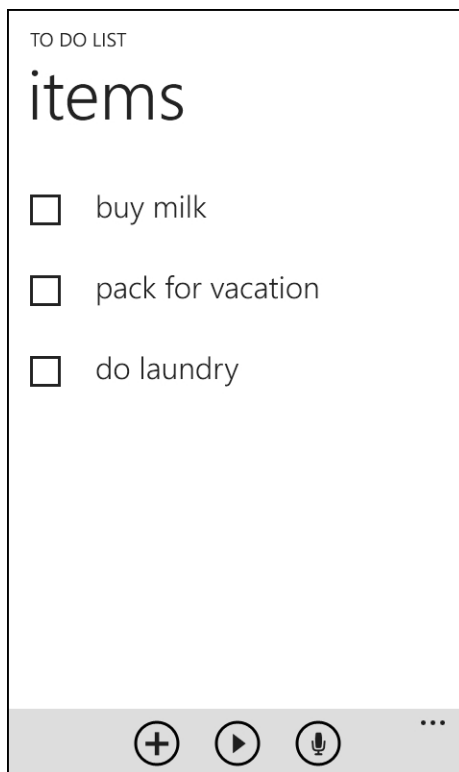 TO DO LIST
items
buy milk
pack for vacation
do laundry